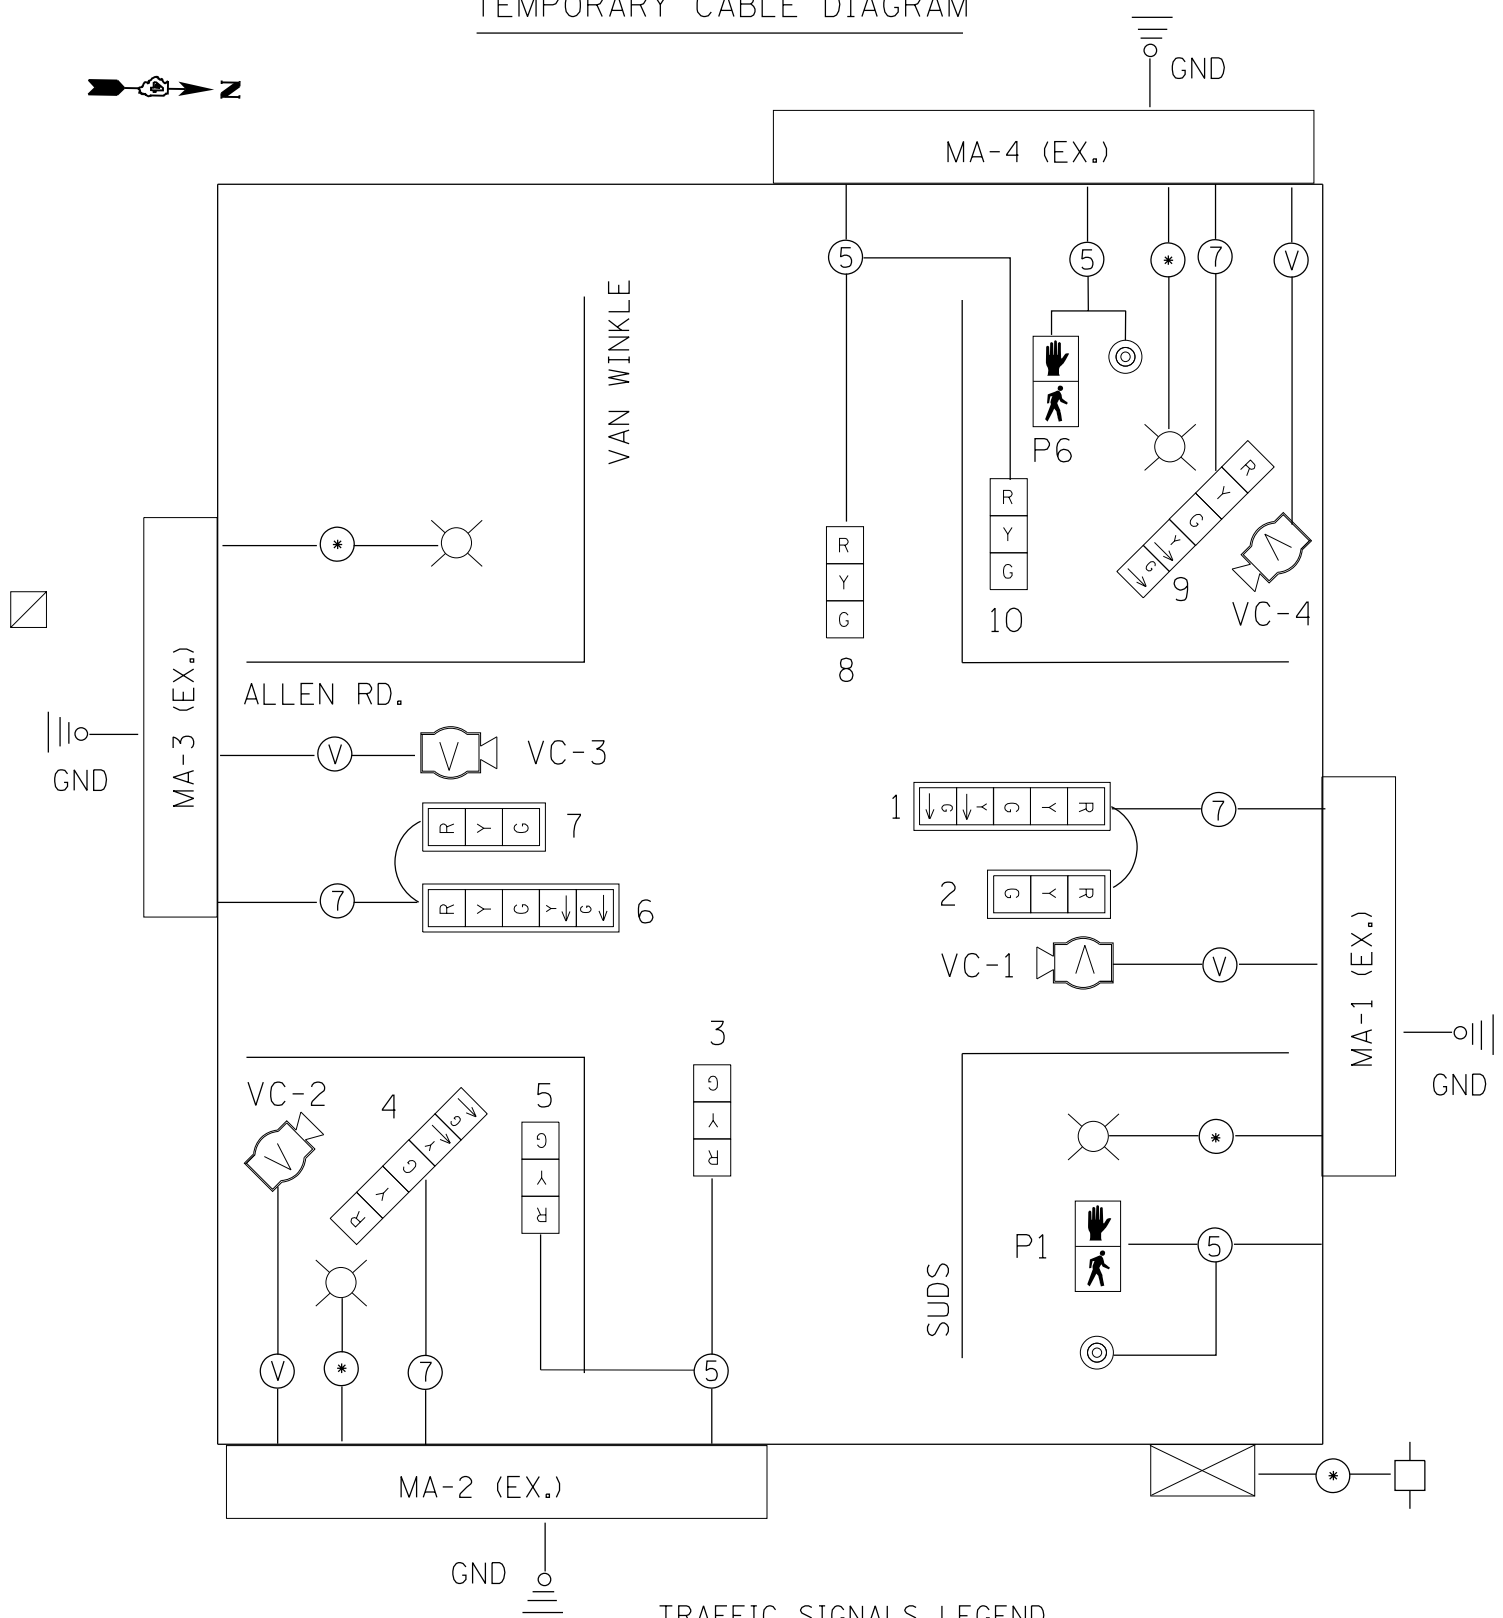 TEMPORARY CABLE DIAGRAM
GND
N
MA-4 (EX.)
5
5
*
7
V
VAN WINKLE
P6
R
Y
G
10
R
Y
G
8
R
Y
G
Y
G
9
VC-4
*
ALLEN RD.
MA-3 (EX.)
GND
V
V
VC-3
R
Y
G
7
7
R
Y
G
Y
G
6
1
G
Y
G
Y
R
7
2
G
Y
R
VC-1
V
V
MA-1 (EX.)
GND
3
G
Y
R
VC-2
V
4
R
Y
G
Y
G
5
G
Y
R
*
P1
5
SUDS
V
*
7
5
MA-2 (EX.)
*
GND
TRAFFIC SIGNALS LEGEND